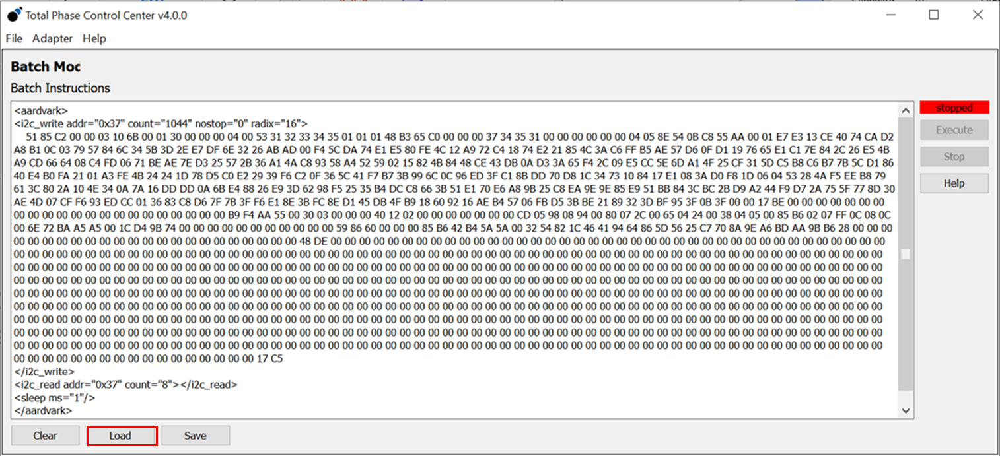 Total Phase Control Center v4.0.0
File Adapter Help
Batch Moc
Batch Instructions
<aardvark>
<i2c_write addr="0x37" count="1044" nostop="0" radix="16">
51 85 C2 00 00 03 10 6B 00 01 30 00 00 00 04 00 53 31 32 33 34 35 01 01 01 48 B3 65 C0 00 00 00 37 34 35 31 00 00 00 00 00 00 04 05 8E 54 0B C8 55 AA 00 01 E7 E3 13 CE 40 74 CA D2
A8 B1 0C 03 79 57 84 6C 34 5B 3D 2E E7 DF 6E 32 26 AB AD 00 F4 5C DA 74 E1 E5 80 FE 4C 12 A9 72 C4 18 74 E2 21 85 4C 3A C6 FF B5 AE 57 D6 0F D1 19 76 65 E1 C1 7E 84 2C 26 E5 4B
A9 CD 66 64 08 C4 FD 06 71 BE AE 7E D3 25 57 2B 36 A1 4A C8 93 58 A4 52 59 02 15 82 4B 84 48 CE 43 DB 0A D3 3A 65 F4 2C 09 E5 CC 5E 6D A1 4F 25 CF 31 5D C5 B8 C6 B7 7B 5C D1 86
40 E4 B0 FA 21 01 A3 FE 4B 24 24 1D 78 D5 C0 E2 29 39 F6 C2 0F 36 5C 41 F7 B7 3B 99 6C 0C 96 ED 3F C1 8B DD 70 D8 1C 34 73 10 84 17 E1 08 3A D0 F8 1D 06 04 53 28 4A F5 EE B8 79
61 3C 80 2A 10 4E 34 0A 7A 16 DD DD 0A 6B E4 88 26 E9 3D 62 98 F5 25 35 B4 DC C8 66 3B 51 E1 70 E6 A8 9B 25 C8 EA 9E 9E 85 E9 51 BB 84 3C BC 2B D9 A2 44 F9 D7 2A 75 5F 77 8D 30
AE 4D 07 CF F6 93 ED CC 01 36 83 C8 D6 7F 7B 3F F6 E1 8E 3B FC 8E D1 45 DB 4F B9 18 60 92 16 AE B4 57 06 FB D5 3B BE 21 89 32 3D BF 95 3F 0B 3F 00 00 17 BE 00 00 00 00 00 00 00 00 00
00 00 00 00 00 00 00 00 00 00 00 00 00 00 00 B9 F4 AA 55 00 30 03 00 00 00 40 12 02 00 00 00 00 00 00 00 CD 05 98 08 94 00 80 07 2C 00 65 04 24 00 38 04 05 00 85 B6 02 07 FF 0C 08 0C
00 6E 72 BA A5 A5 00 1C D4 9B 74 00 00 00 00 00 00 00 00 00 00 00 59 86 60 00 00 00 85 B6 42 B4 5A 5A 00 32 54 82 1C 46 41 94 64 86 5D 56 25 C7 70 8A 9E A6 BD AA 9B B6 28 00 00 00
00 00 00 00 00 00 00 00 00 00 00 00 00 00 00 00 00 00 00 00 48 DE 00 00 00 00 00 00 00 00 00 00 00 00 00 00 00 00 00 00 00 00 00 00 00 00 00 00 00 00 00 00 00 00 00 00 00 00 00 00 00
00 00 00 00 00 00 00 00 00 00 00 00 00 00 00 00 00 00 00 00 00 00 00 00 00 00 00 00 00 00 00 00 00 00 00 00 00 00 00 00 00 00 00 00 00 00 00 00 00 00 00 00 00 00 00 00 00 00 00 00 00
00 00 00 00 00 00 00 00 00 00 00 00 00 00 00 00 00 00 00 00 00 00 00 00 00 00 00 00 00 00 00 00 00 00 00 00 00 00 00 00 00 00 00 00 00 00 00 00 00 00 00 00 00 00 00 00 00 00 00 00 00
00 00 00 00 00 00 00 00 00 00 00 00 00 00 00 00 00 00 00 00 00 00 00 00 00 00 00 00 00 00 00 00 00 00 00 00 00 00 00 00 00 00 00 00 00 00 00 00 00 00 00 00 00 00 00 00 00 00 00 00 00
00 00 00 00 00 00 00 00 00 00 00 00 00 00 00 00 00 00 00 00 00 00 00 00 00 00 00 00 00 00 00 00 00 00 00 00 00 00 00 00 00 00 00 00 00 00 00 00 00 00 00 00 00 00 00 00 00 00 00 00 00
00 00 00 00 00 00 00 00 00 00 00 00 00 00 00 00 00 00 00 00 00 00 00 00 00 00 00 00 00 00 00 00 00 00 00 00 00 00 00 00 00 00 00 00 00 00 00 00 00 00 00 00 00 00 00 00 00 00 00 00 00
00 00 00 00 00 00 00 00 00 00 00 00 00 00 00 00 00 00 00 00 00 00 00 00 00 00 00 00 00 00 00 00 00 00 00 00 00 00 00 00 00 00 00 00 00 00 00 00 00 00 00 00 00 00 00 00 00 00 00 00 00
00 00 00 00 00 00 00 00 00 00 00 00 00 00 00 00 00 00 00 00 00 00 00 00 00 00 00 00 00 00 00 00 00 00 00 00 00 00 00 00 00 00 00 00 00 00 00 00 00 00 00 00 00 00 00 00 00 00 00 00 00
00 00 00 00 00 00 00 00 00 00 00 00 00 00 00 00 00 00 00 00 00 00 00 00 00 00 00 00 00 00 00 00 00 00 00 00 00 00 00 00 00 00 00 00 00 00 00 00 00 00 00 00 00 00 00 00 00 00 00 00 00
00 00 00 00 00 00 00 00 00 00 00 00 00 00 00 00 00 17 C5
</i2c_write>
<i2c_read addr="0x37" count="8"></i2c_read>
<sleep ms="1"/>
</aardvark>
stopped
Execute
Stop
Help
Clear Load Save